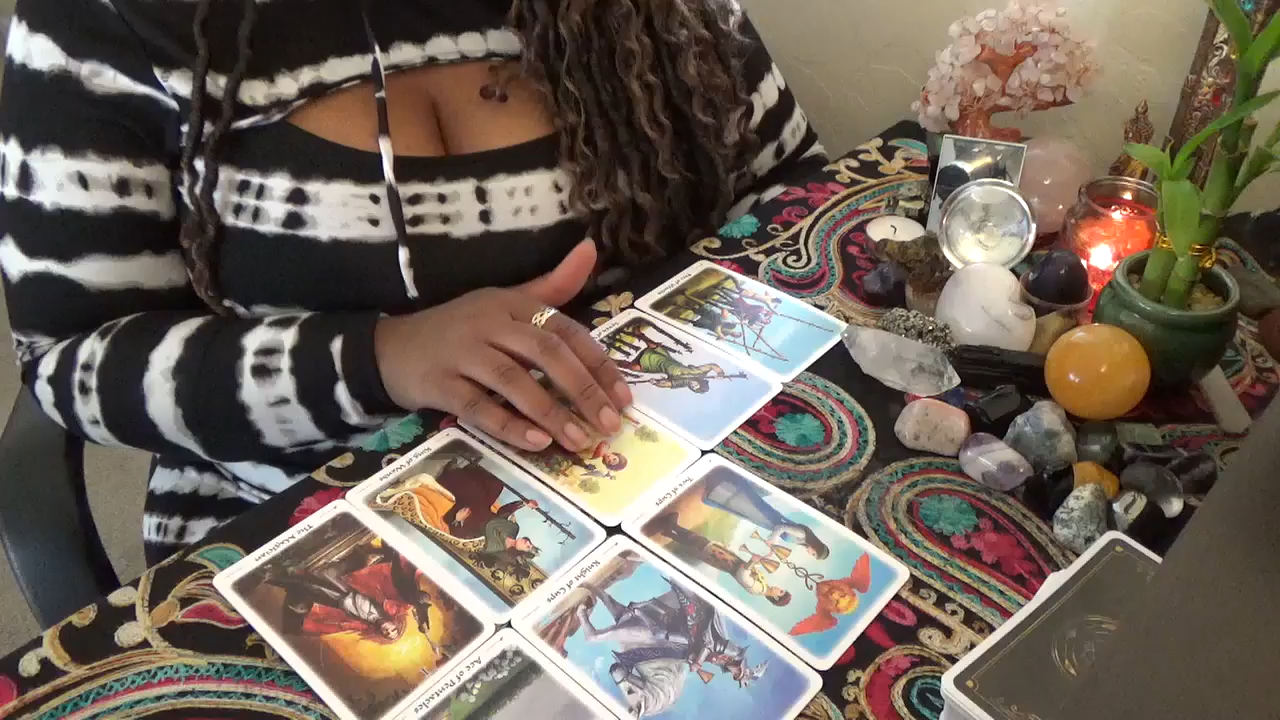 Two of Cups
King of Wands
Knight of Cups
The Magician
Ace of Pentacles